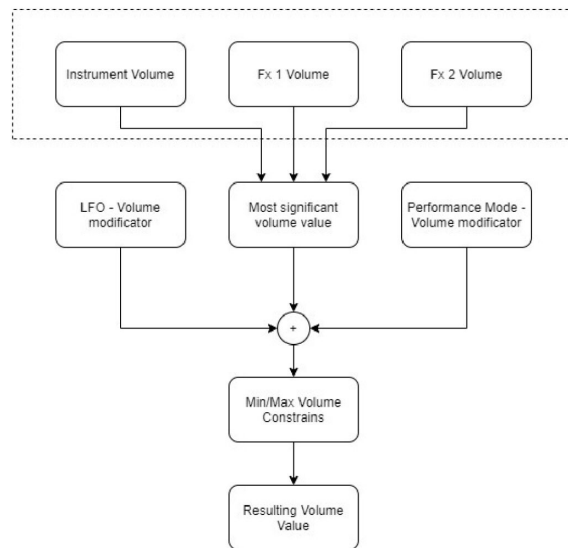 Instrument Volume
Fx 1 Volume
Fx 2 Volume
LFO - Volume
modificator
Most significant
volume value
Performance Mode -
Volume modificator
+
Min/Max Volume
Constrains
Resulting Volume
Value